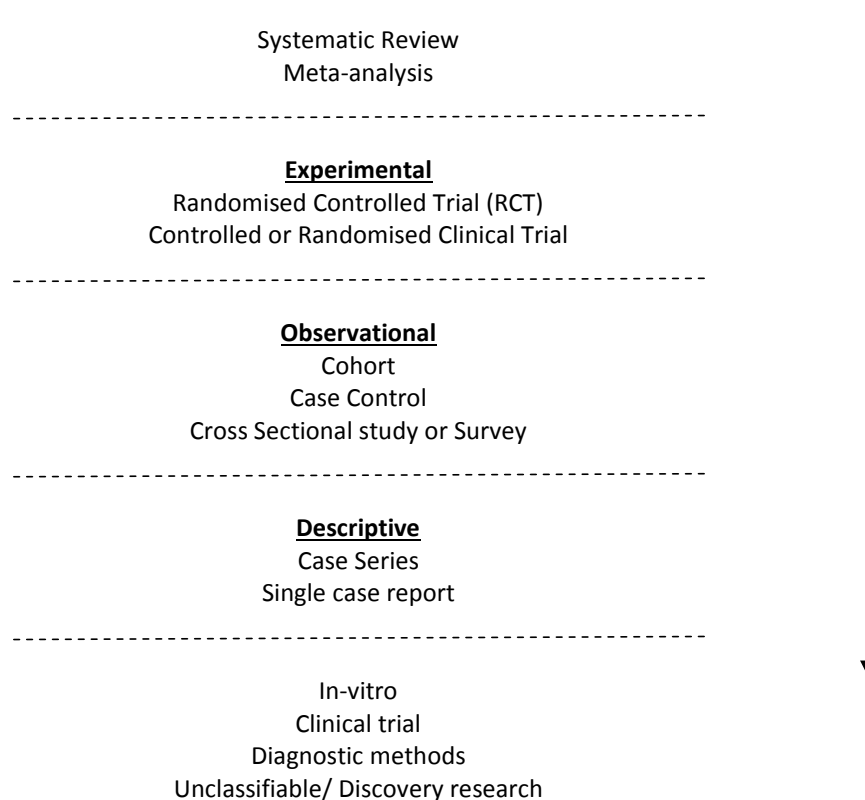 Systematic Review
Meta-analysis
Experimental
Randomised Controlled Trial (RCT)
Controlled or Randomised Clinical Trial
Observational
Cohort
Case Control
Cross Sectional study or Survey
Descriptive
Case Series
Single case report
In-vitro
Clinical trial
Diagnostic methods
Unclassifiable/ Discovery research